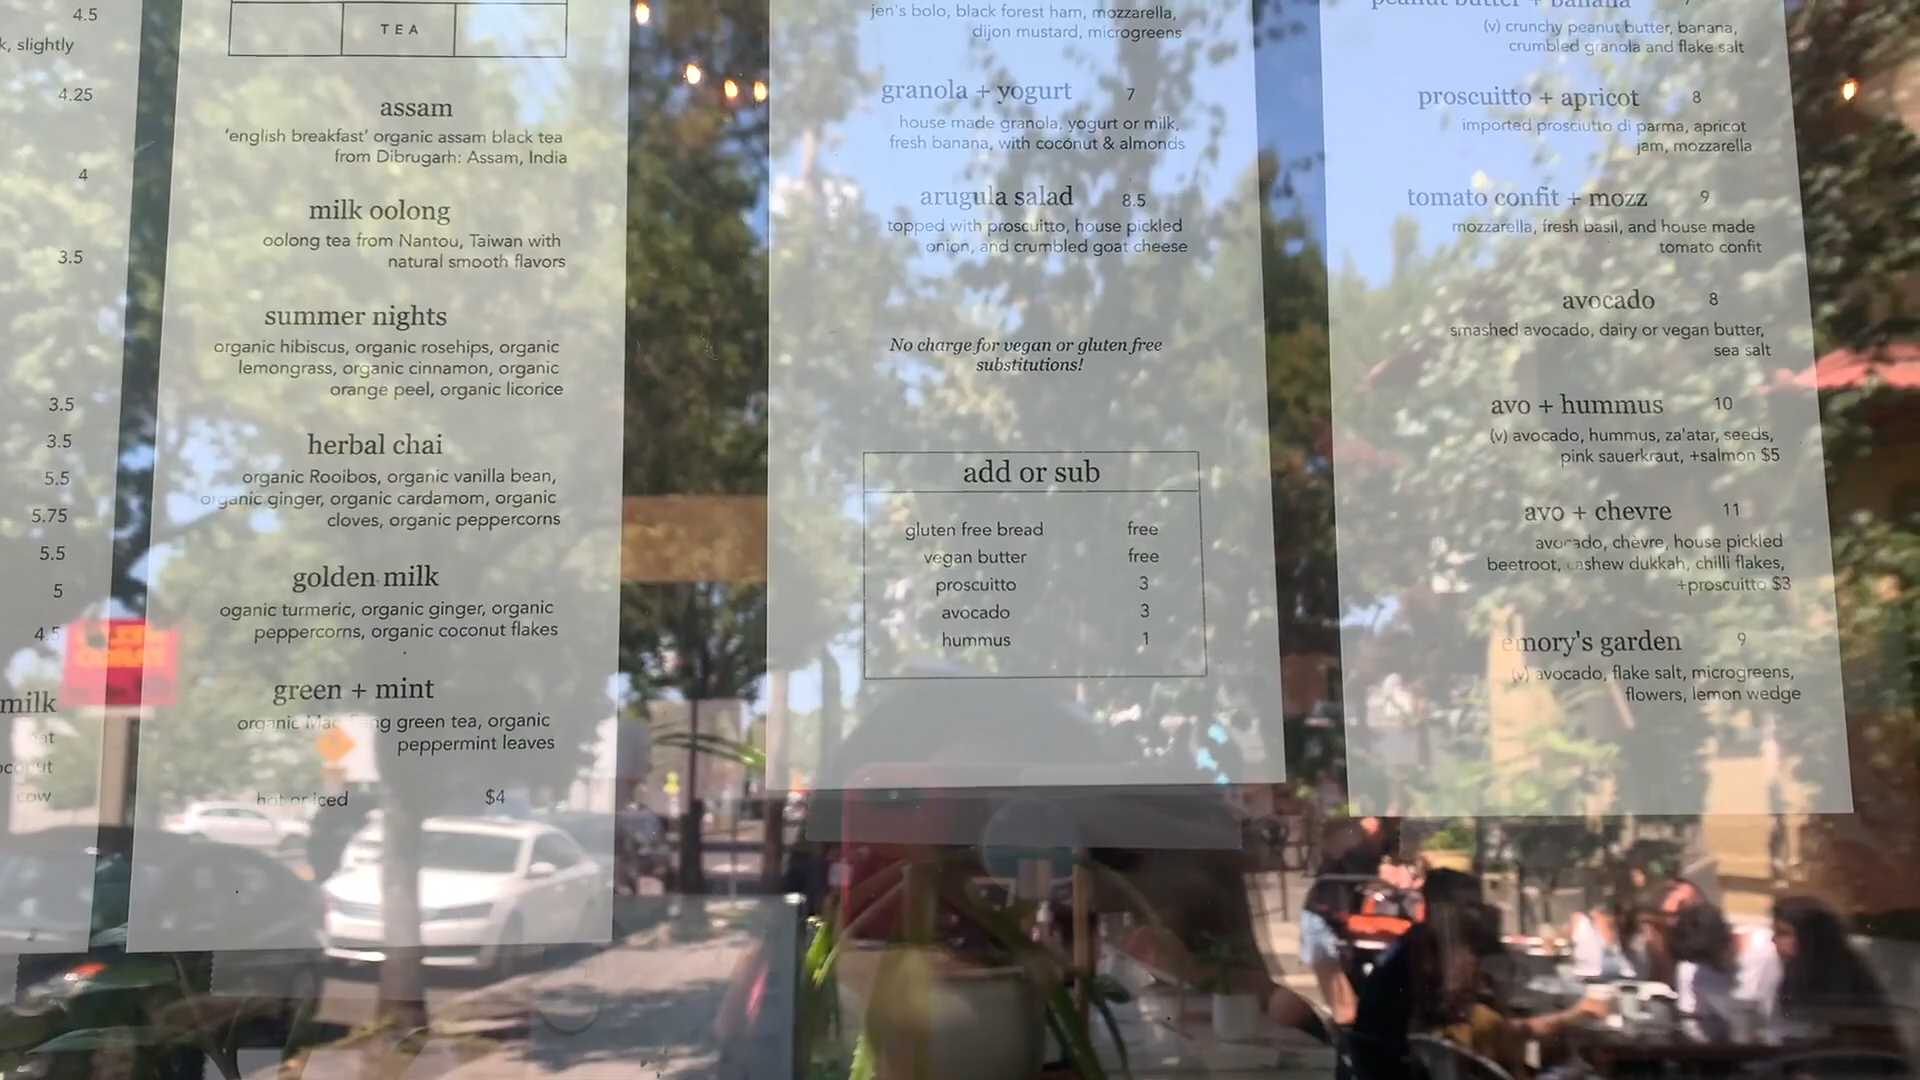 4.5
k, slightly
4.25
4
3.5
3.5
3.5
5.5
5.75
5.5
5
4.5
milk
cow
TEA
assam
'english breakfast' organic assam black tea
from Dibrugarh: Assam, India
milk oolong
oolong tea from Nantou, Taiwan with
natural smooth flavors
summer nights
organic hibiscus, organic rosehips, organic
lemongrass, organic cinnamon, organic
orange peel, organic licorice
herbal chai
organic Rooibos, organic vanilla bean,
organic ginger, organic cardamom, organic
cloves, organic peppercorns
golden milk
oganic turmeric, organic ginger, organic
peppercorns, organic coconut flakes
green + mint
organic green tea, organic
peppermint leaves
hot or iced $4
jen's bolo, black forest ham, mozzarella,
dijon mustard, microgreens
granola + yogurt 7
house made granola, yogurt or milk,
fresh banana, with coconut & almonds
arugula salad 8.5
topped with proscuitto, house pickled
onion, and crumbled goat cheese
No charge for vegan or gluten free
substitutions!
add or sub
gluten free bread free
vegan butter free
proscuitto 3
avocado 3
hummus 1
peanut butter + banana
(v) crunchy peanut butter, banana,
crumbled granola and flake salt
proscuitto + apricot 8
imported prosciutto di parma, apricot
jam, mozzarella
tomato confit + mozz 9
mozzarella, fresh basil, and house made
tomato confit
avocado 8
smashed avocado, dairy or vegan butter,
sea salt
avo + hummus 10
(v) avocado, hummus, za'atar, seeds,
pink sauerkraut, +salmon $5
avo + chevre 11
avocado, chèvre, house pickled
beetroot, cashew dukkah, chilli flakes,
+proscuitto $3
emory's garden 9
(v) avocado, flake salt, microgreens,
flowers, lemon wedge